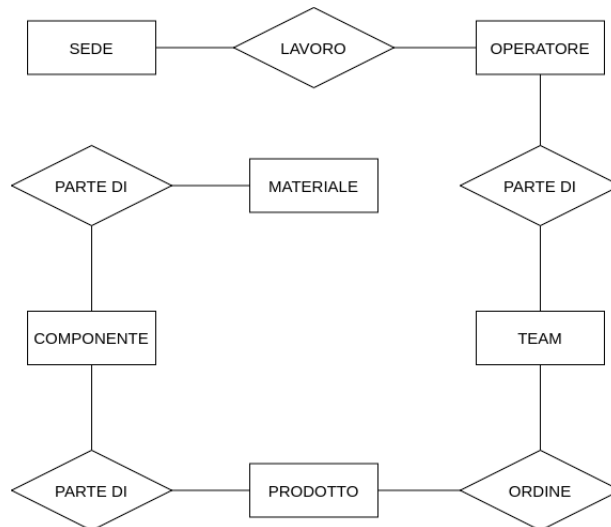 SEDE
LAVORO
OPERATORE
PARTE DI
MATERIALE
PARTE DI
COMPONENTE
TEAM
PARTE DI
PRODOTTO
ORDINE